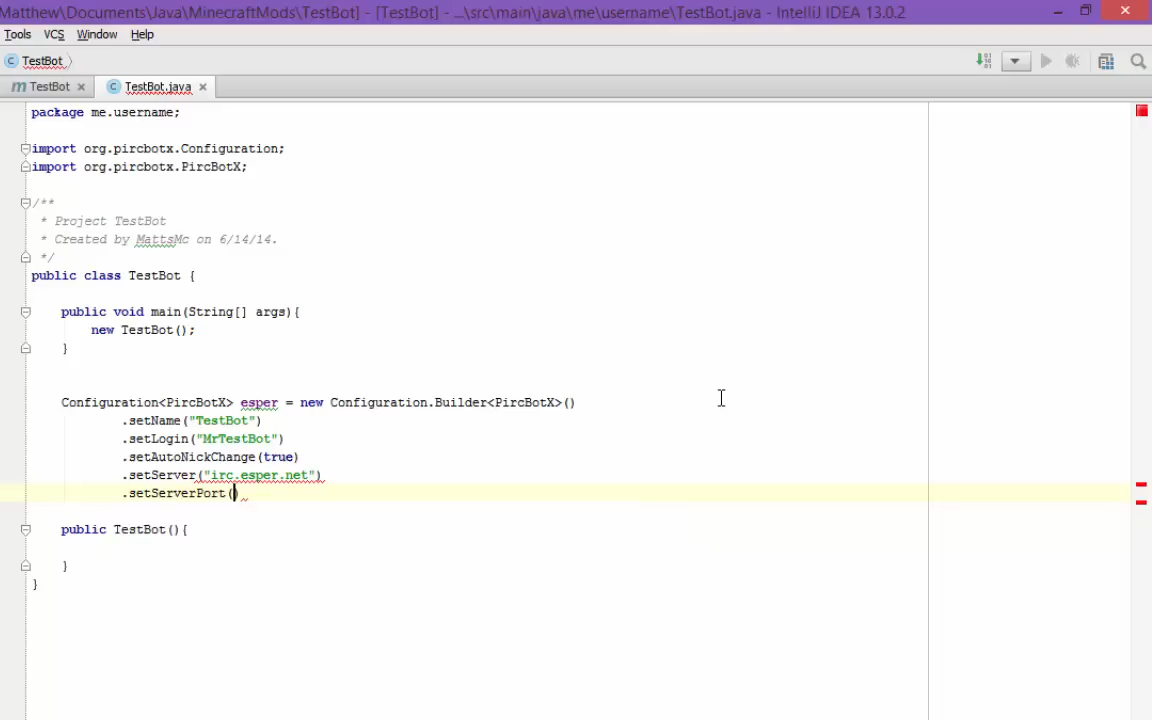 Matthew\Documents\Java\MinecraftMods\TestBot] - [TestBot] - ...\src\main\java\me\username\TestBot.java - IntelliJ IDEA 13.0.2
Tools VCS Window Help
TestBot
TestBot TestBot.java
package me.username;
import org.pircbotx.Configuration;
import org.pircbotx.PircBotX;
/**
* Project TestBot
* Created by MattsMc on 6/14/14.
*/
public class TestBot {
public void main(String[] args){
new TestBot();
}
Configuration<PircBotX> esper = new Configuration.Builder<PircBotX>()
.setName("TestBot")
.setLogin("MrTestBot")
.setAutoNickChange(true)
.setServer("irc.esper.net")
.setServerPort()
public TestBot(){
}
}